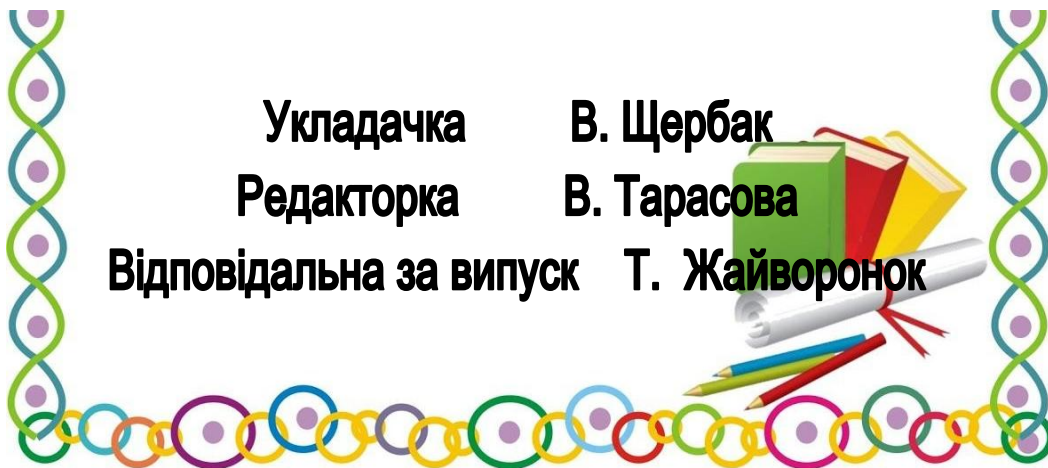 Укладачка В. Щербак
Редакторка В. Тарасова
Відповідальна за випуск Т. Жайворонок